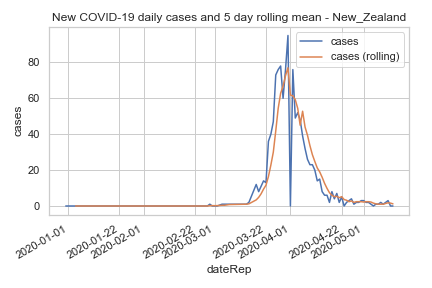 New COVID-19 daily cases and 5 day rolling mean - New_Zealand
cases
cases (rolling)
cases
80
60
40
20
0
2020-01-01
2020-01-22
2020-02-01
2020-02-22
2020-03-01
2020-03-22
2020-04-01
2020-04-22
2020-05-01
dateRep